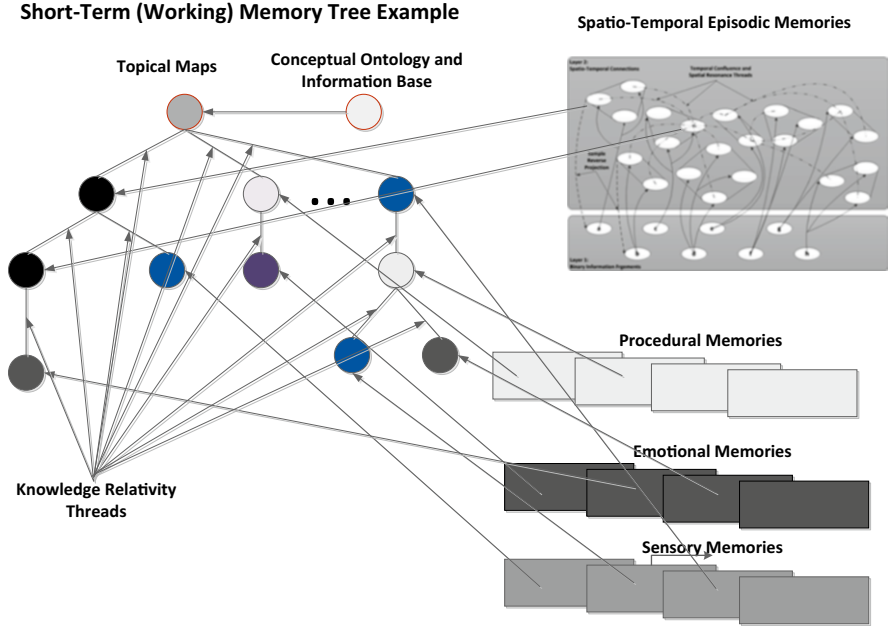 Short-Term (Working) Memory Tree Example
Spatio-Temporal Episodic Memories
Topical Maps
Conceptual Ontology and
Information Base
Layer 2:
Spatio-Temporal Connections
Temporal Confluence and
Spatial Resonance Threads
Reverse
Projection
Layer 1:
Binary Information Fragments
Procedural Memories
Emotional Memories
Sensory Memories
Knowledge Relativity
Threads